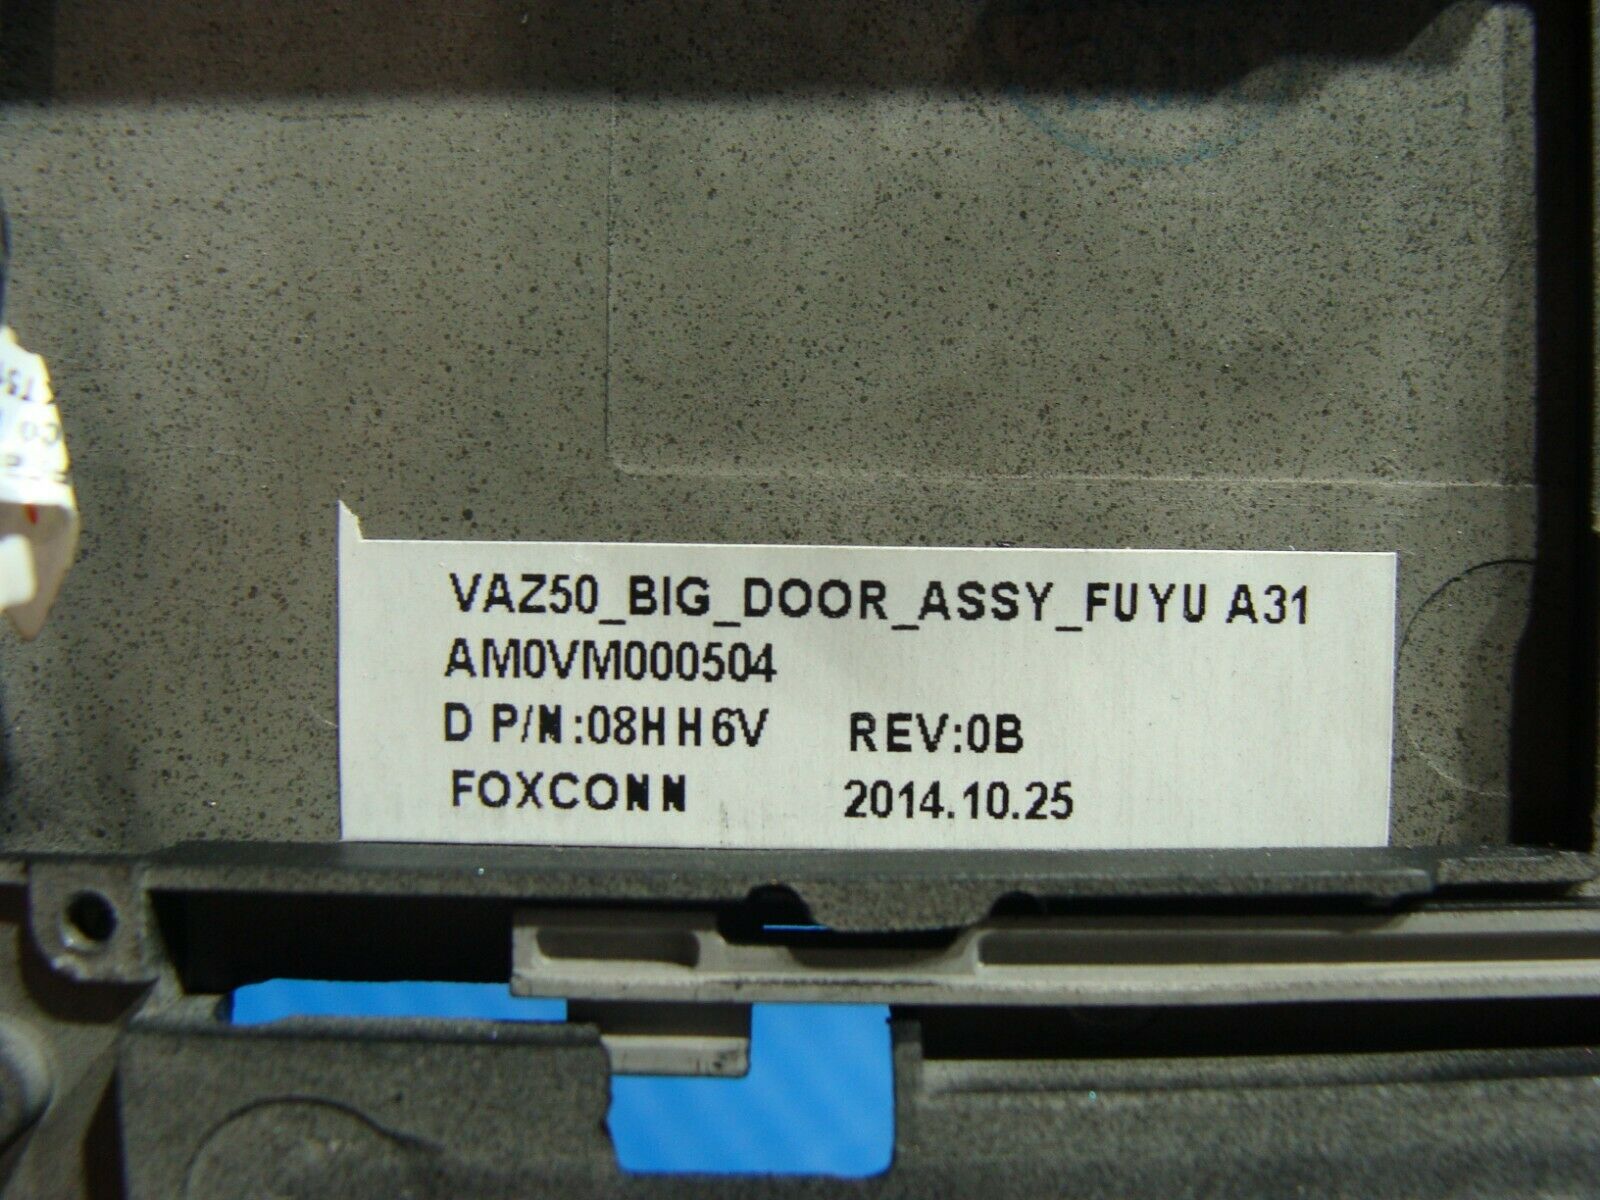 VAZ50_BIG_DOOR_ASSY_FUYU A31
AM0VM000504
D P/N:08HH6V REV:0B
FOXCONN 2014.10.25